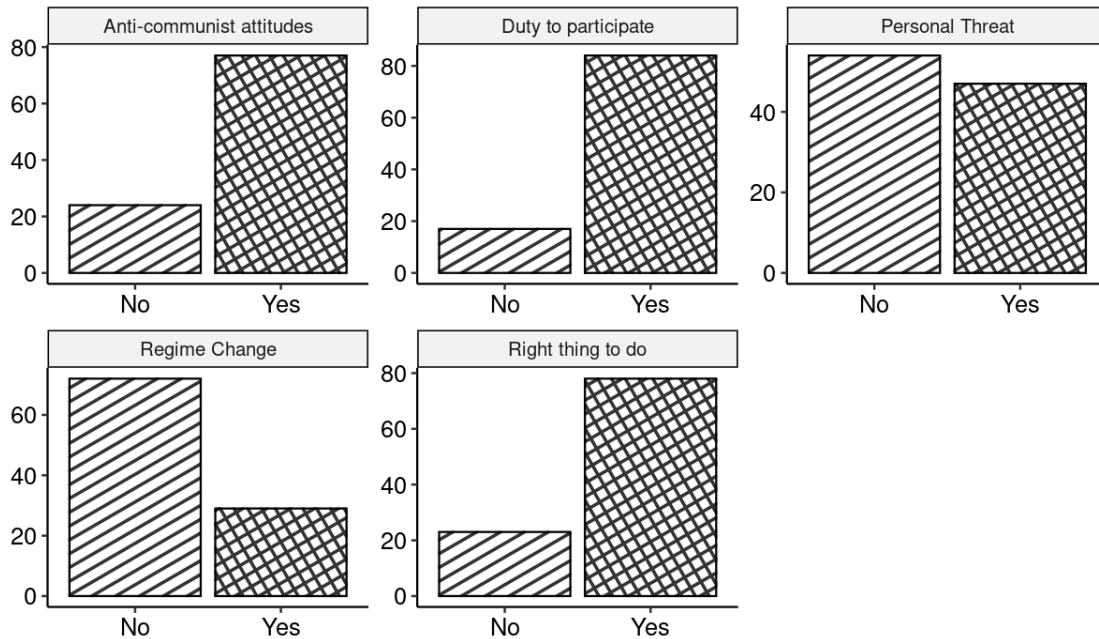 Anti-communist attitudes
80
60
40
20
0
No Yes
Duty to participate
80
60
40
20
0
No Yes
Personal Threat
40
20
0
No Yes
Regime Change
60
40
20
0
No Yes
Right thing to do
80
60
40
20
0
No Yes